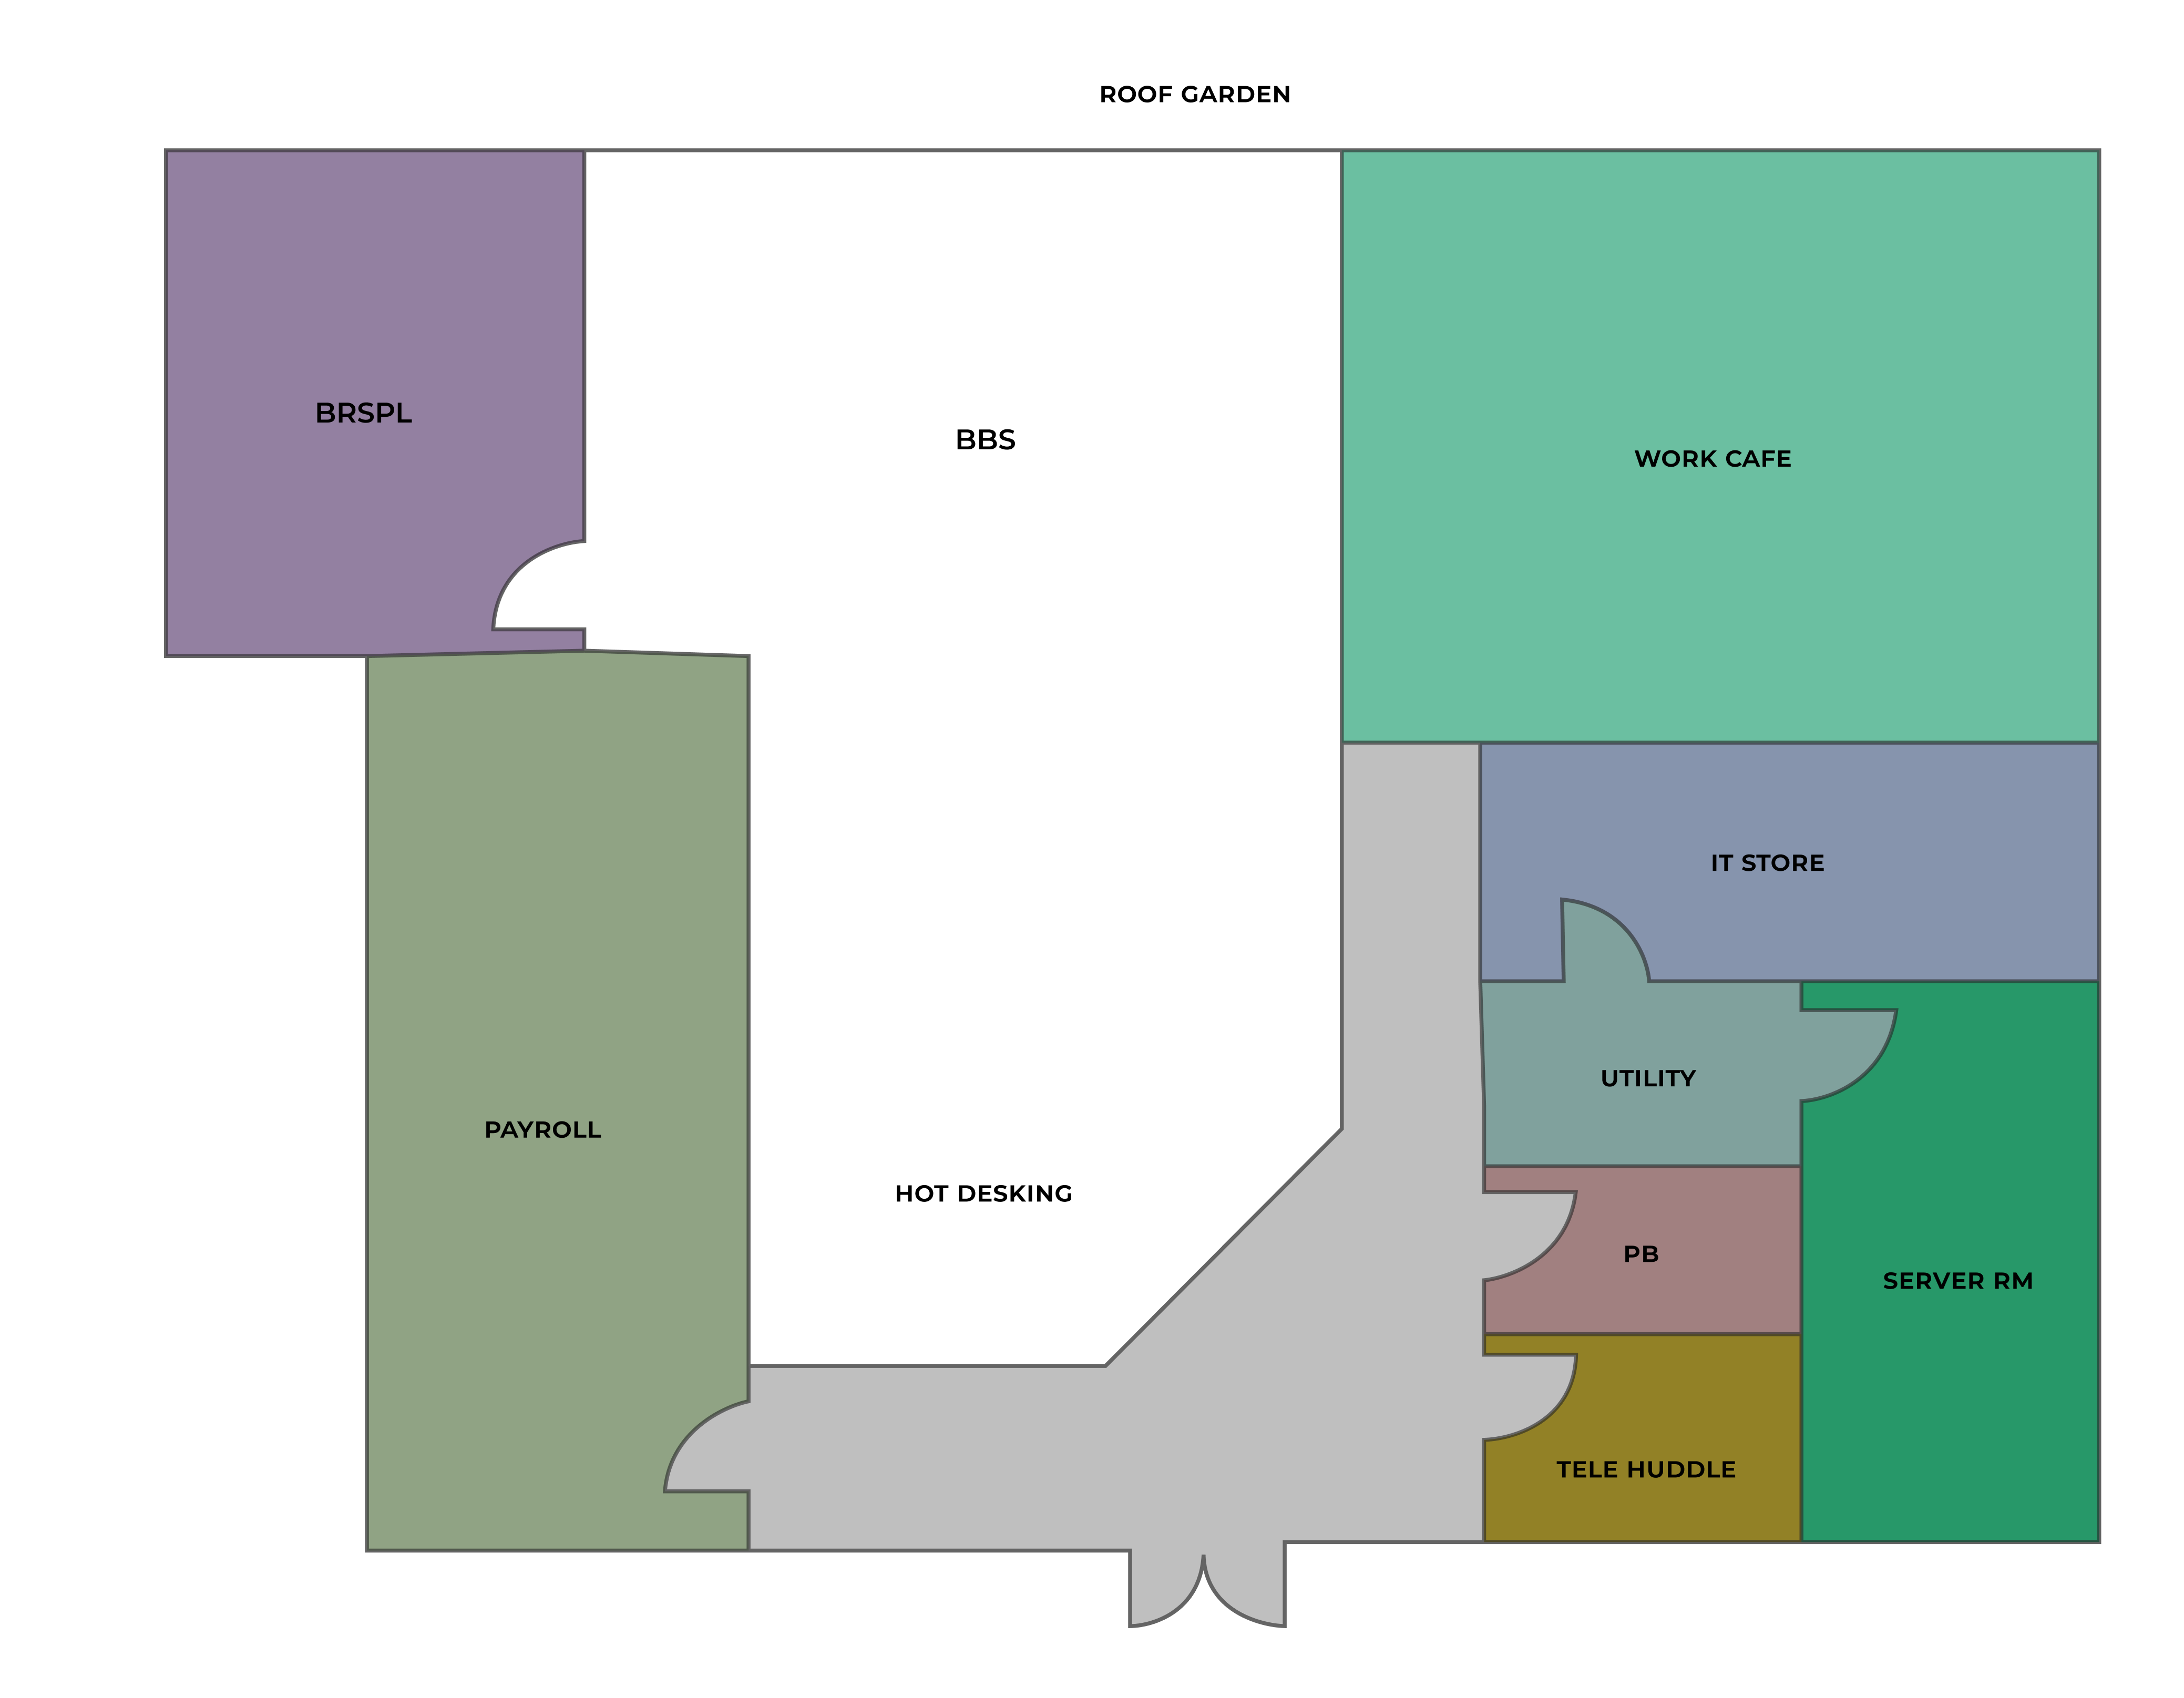 ROOF GARDEN
BRSPL
BBS
WORK CAFE
IT STORE
UTILITY
PAYROLL
HOT DESKING
PB
SERVER RM
TELE HUDDLE